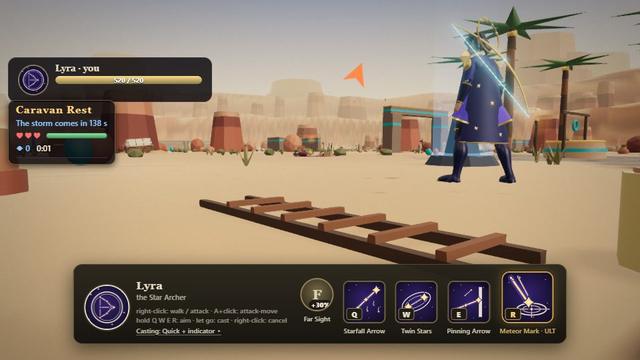 Lyra · you
520 / 520
Caravan Rest
The storm comes in 138 s
0 0:01
Lyra
the Star Archer
right-click: walk / attack · A+click: attack-move
hold Q W E R: aim · let go: cast · right-click: cancel
Casting: Quick + indicator
F
+30%
Far Sight
Q
Starfall Arrow
W
Twin Stars
E
Pinning Arrow
R
Meteor Mark · ULT